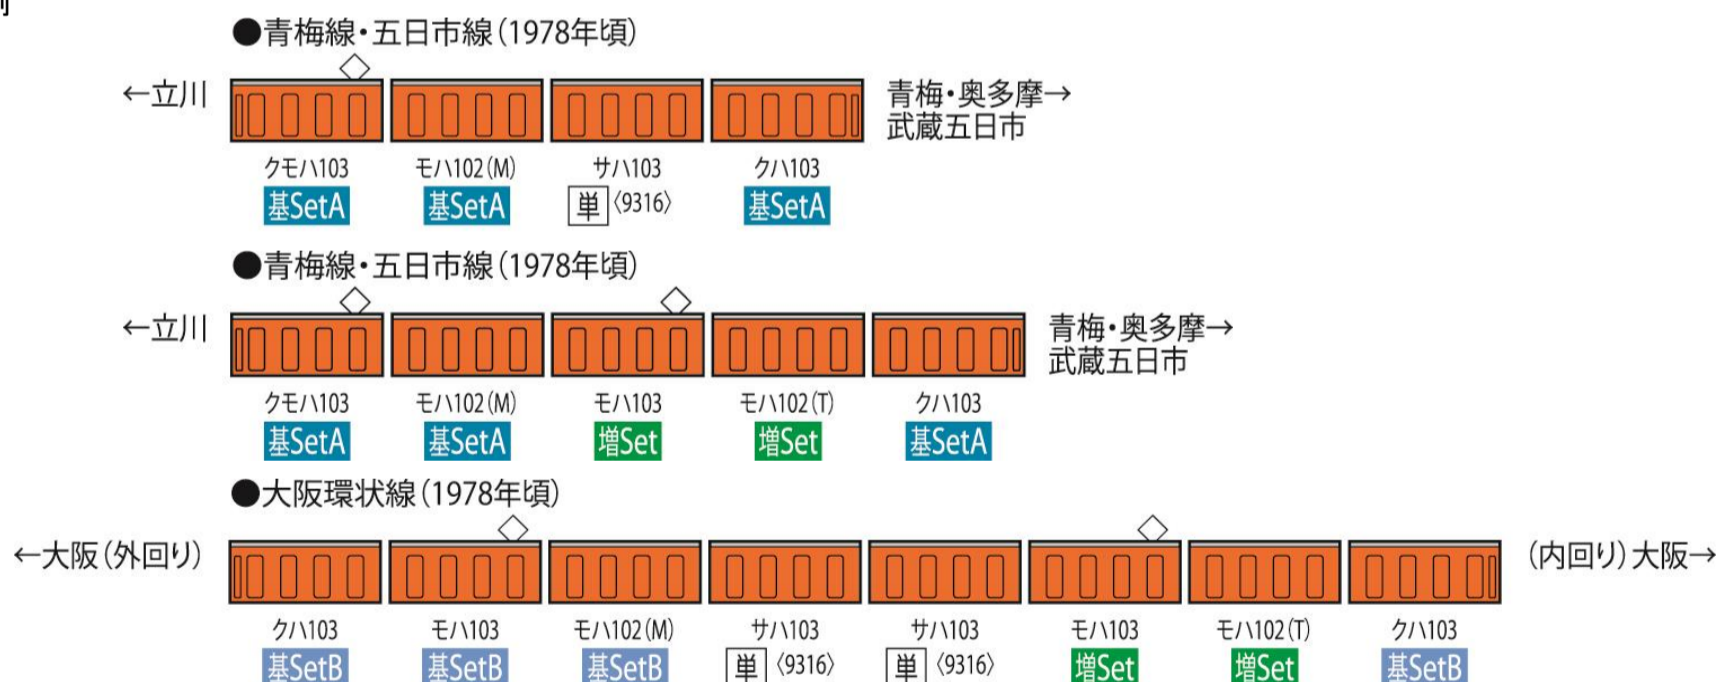 例
●青梅線・五日市線(1978年頃)
←立川
青梅・奥多摩→
武蔵五日市
クモハ103 モハ102(M) サハ103 クハ103
基SetA 基SetA 単〈9316〉 基SetA
●青梅線・五日市線(1978年頃)
←立川
青梅・奥多摩→
武蔵五日市
クモハ103 モハ102(M) モハ103 モハ102(T) クハ103
基SetA 基SetA 増Set 増Set 基SetA
●大阪環状線(1978年頃)
←大阪(外回り) (内回り)大阪→
クハ103 モハ103 モハ102(M) サハ103 サハ103 モハ103 モハ102(T) クハ103
基SetB 基SetB 基SetB 単〈9316〉 単〈9316〉 増Set 増Set 基SetB